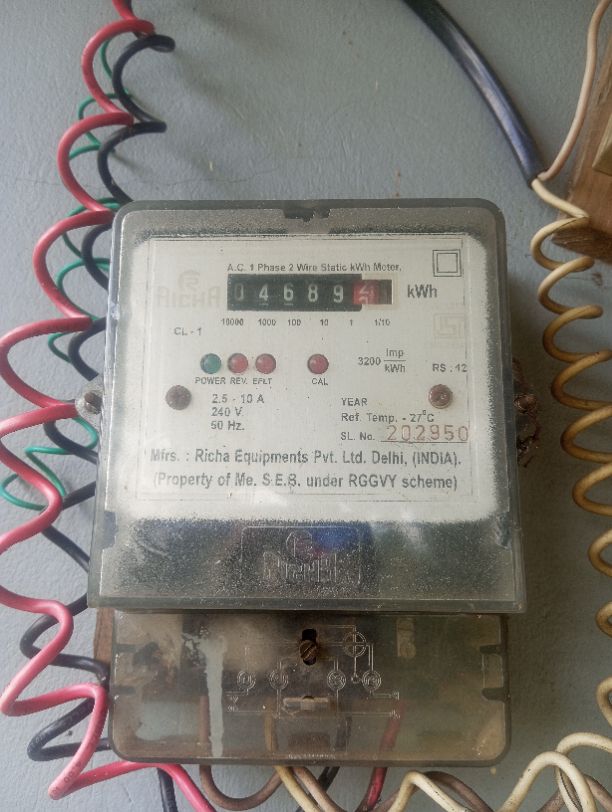 A.C. 1 Phase 2 Wire Static kWh Meter.
RICHA
04689
kWh
10000 1000 100 10 1 1/10
CL - 1
3200 Imp/kWh
RS : 12
POWER REV. EFLT CAL
2.5 - 10 A
240 V.
50 Hz.
YEAR
Ref. Temp. - 27°C
SL. No. 202950
Mfrs. : Richa Equipments Pvt. Ltd. Delhi, (INDIA).
(Property of Me. S.E.B. under RGGVY scheme)
RICHA